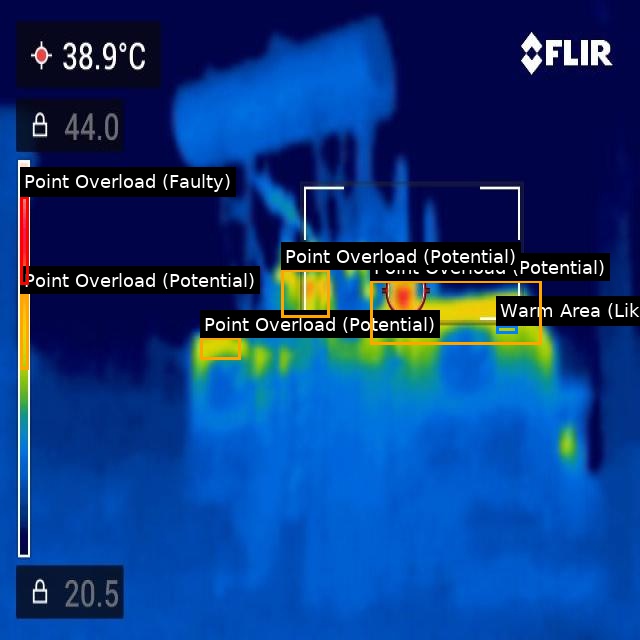 38.9°C
FLIR
44.0
Point Overload (Faulty)
Point Overload (Potential)
Point Overload (Potential)
Point Overload (Potential)
Warm Area (Lik
Point Overload (Potential)
20.5